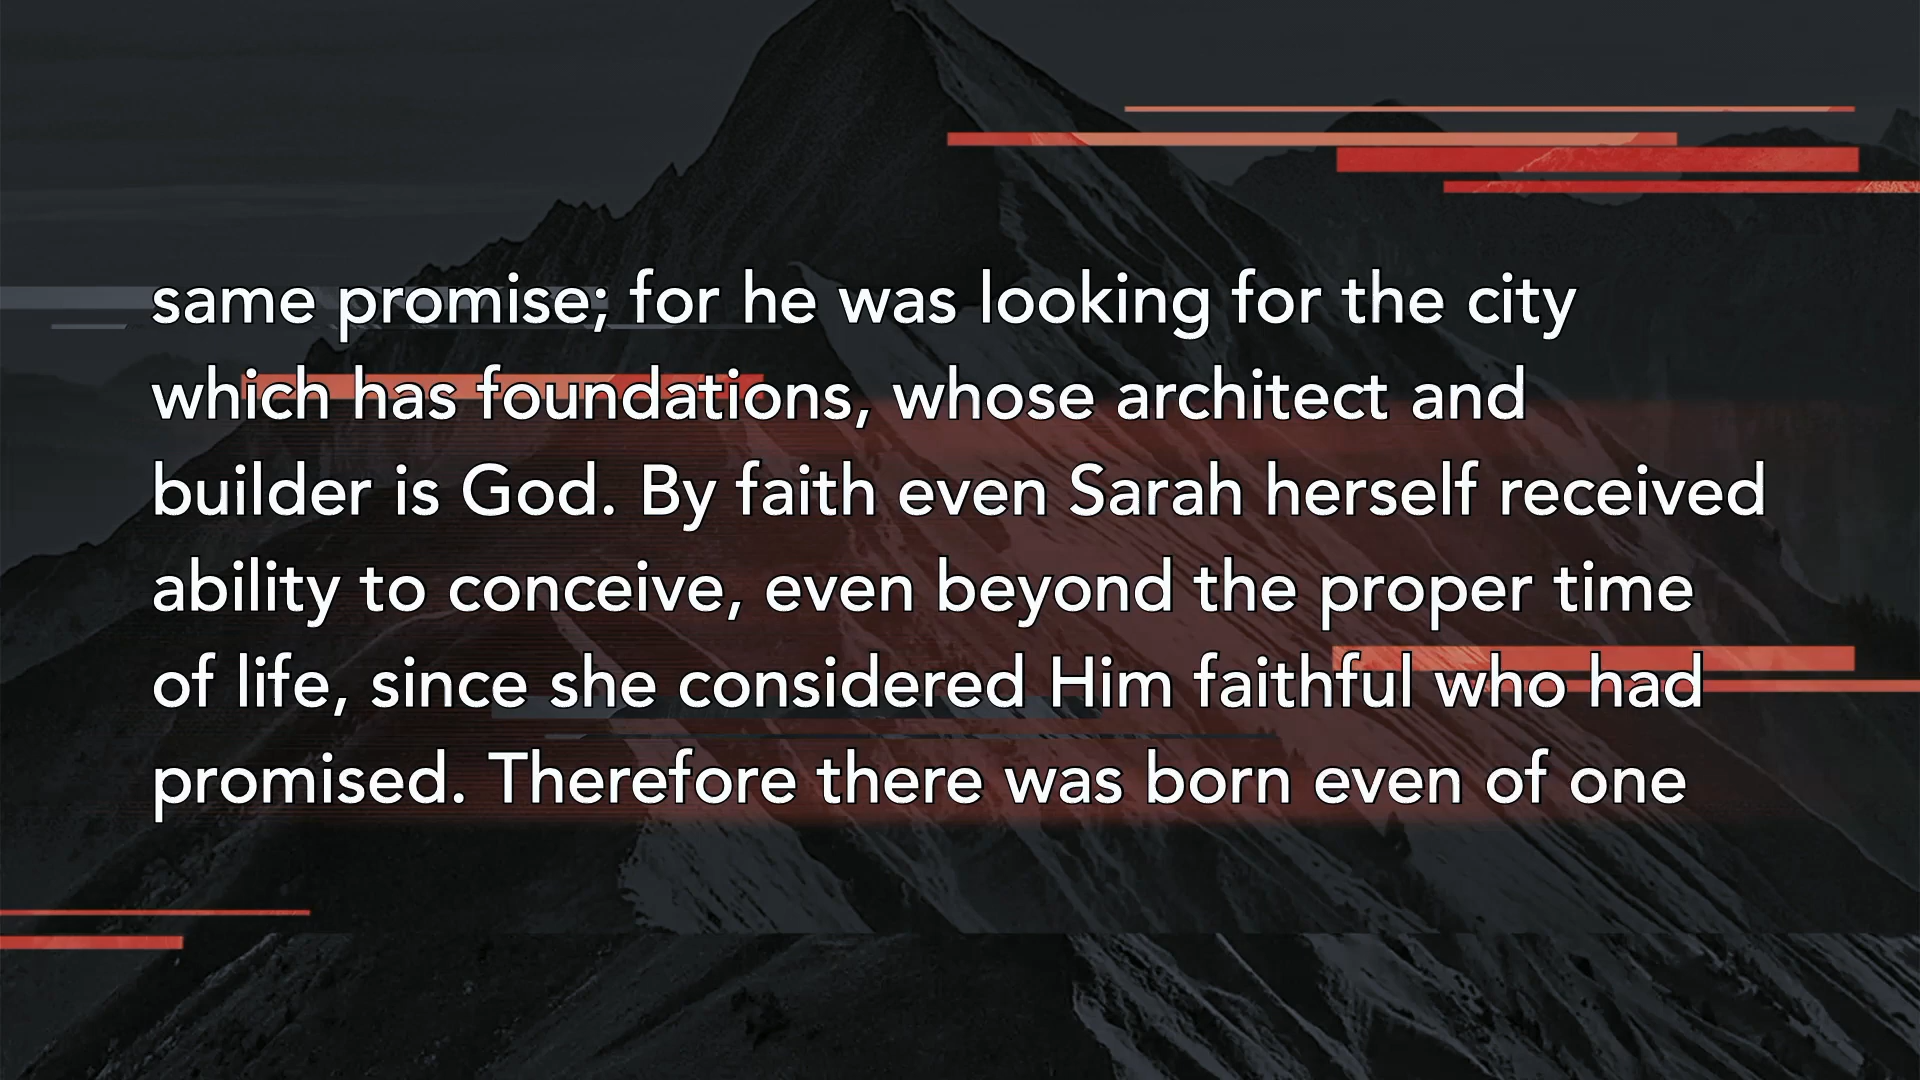 same promise; for he was looking for the city
which has foundations, whose architect and
builder is God. By faith even Sarah herself received
ability to conceive, even beyond the proper time
of life, since she considered Him faithful who had
promised. Therefore there was born even of one